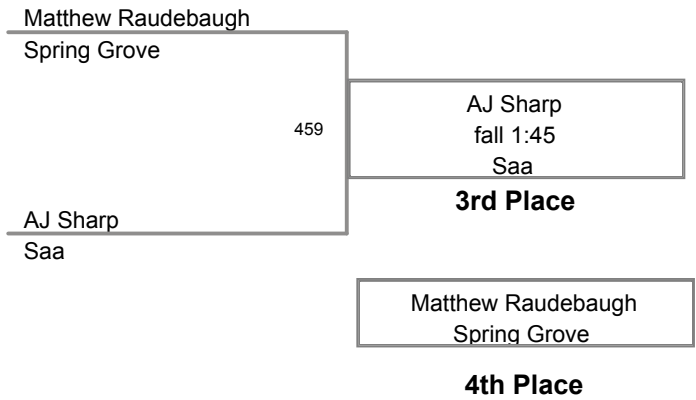 Matthew Raudebaugh
Spring Grove
459
AJ Sharp
fall 1:45
Saa
3rd Place
AJ Sharp
Saa
Matthew Raudebaugh
Spring Grove
4th Place